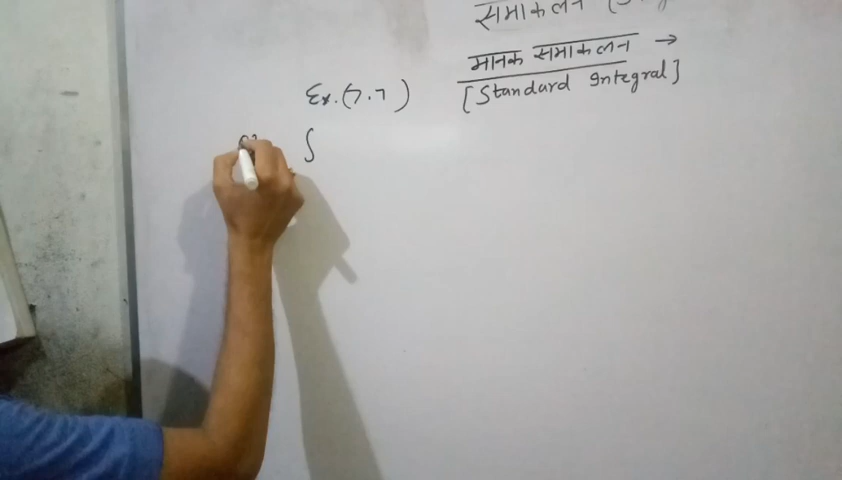 समाकलन
मानक समाकलन →
Ex. (7.7) [Standard Integral]
∫